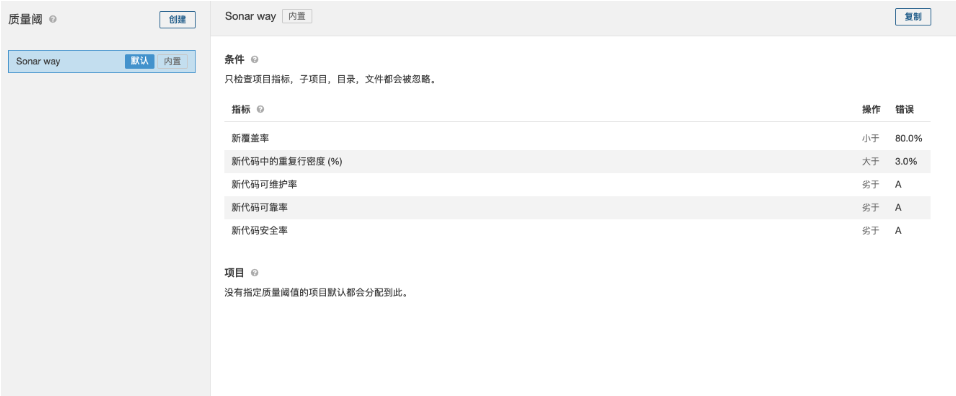 质量阈
创建
Sonar way 默认 内置
Sonar way 内置
复制
条件
只检查项目指标，子项目，目录，文件都会被忽略。
指标 操作 错误
新覆盖率 小于 80.0%
新代码中的重复行密度 (%) 大于 3.0%
新代码可维护率 劣于 A
新代码可靠率 劣于 A
新代码安全率 劣于 A
项目
没有指定质量阈值的项目默认都会分配到此。